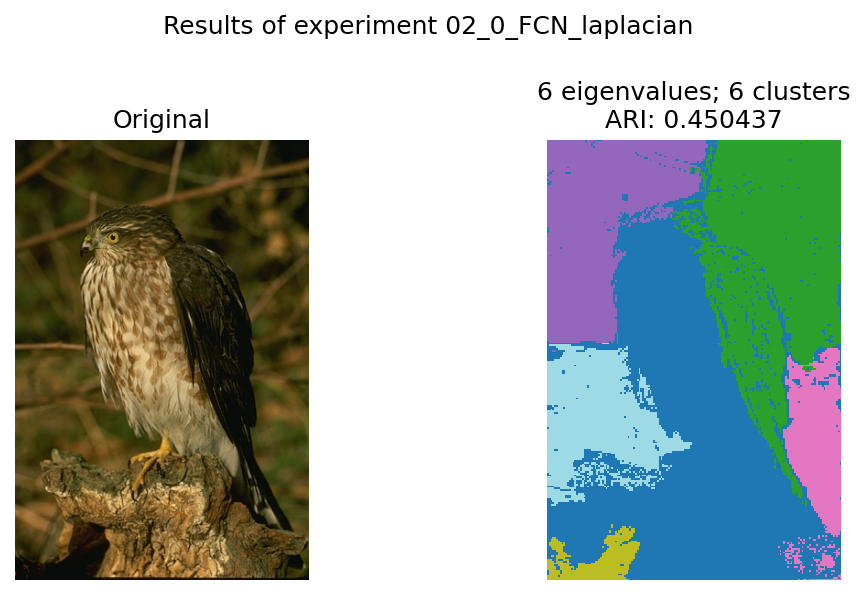 Results of experiment 02_0_FCN_laplacian
Original
6 eigenvalues; 6 clusters
ARI: 0.450437